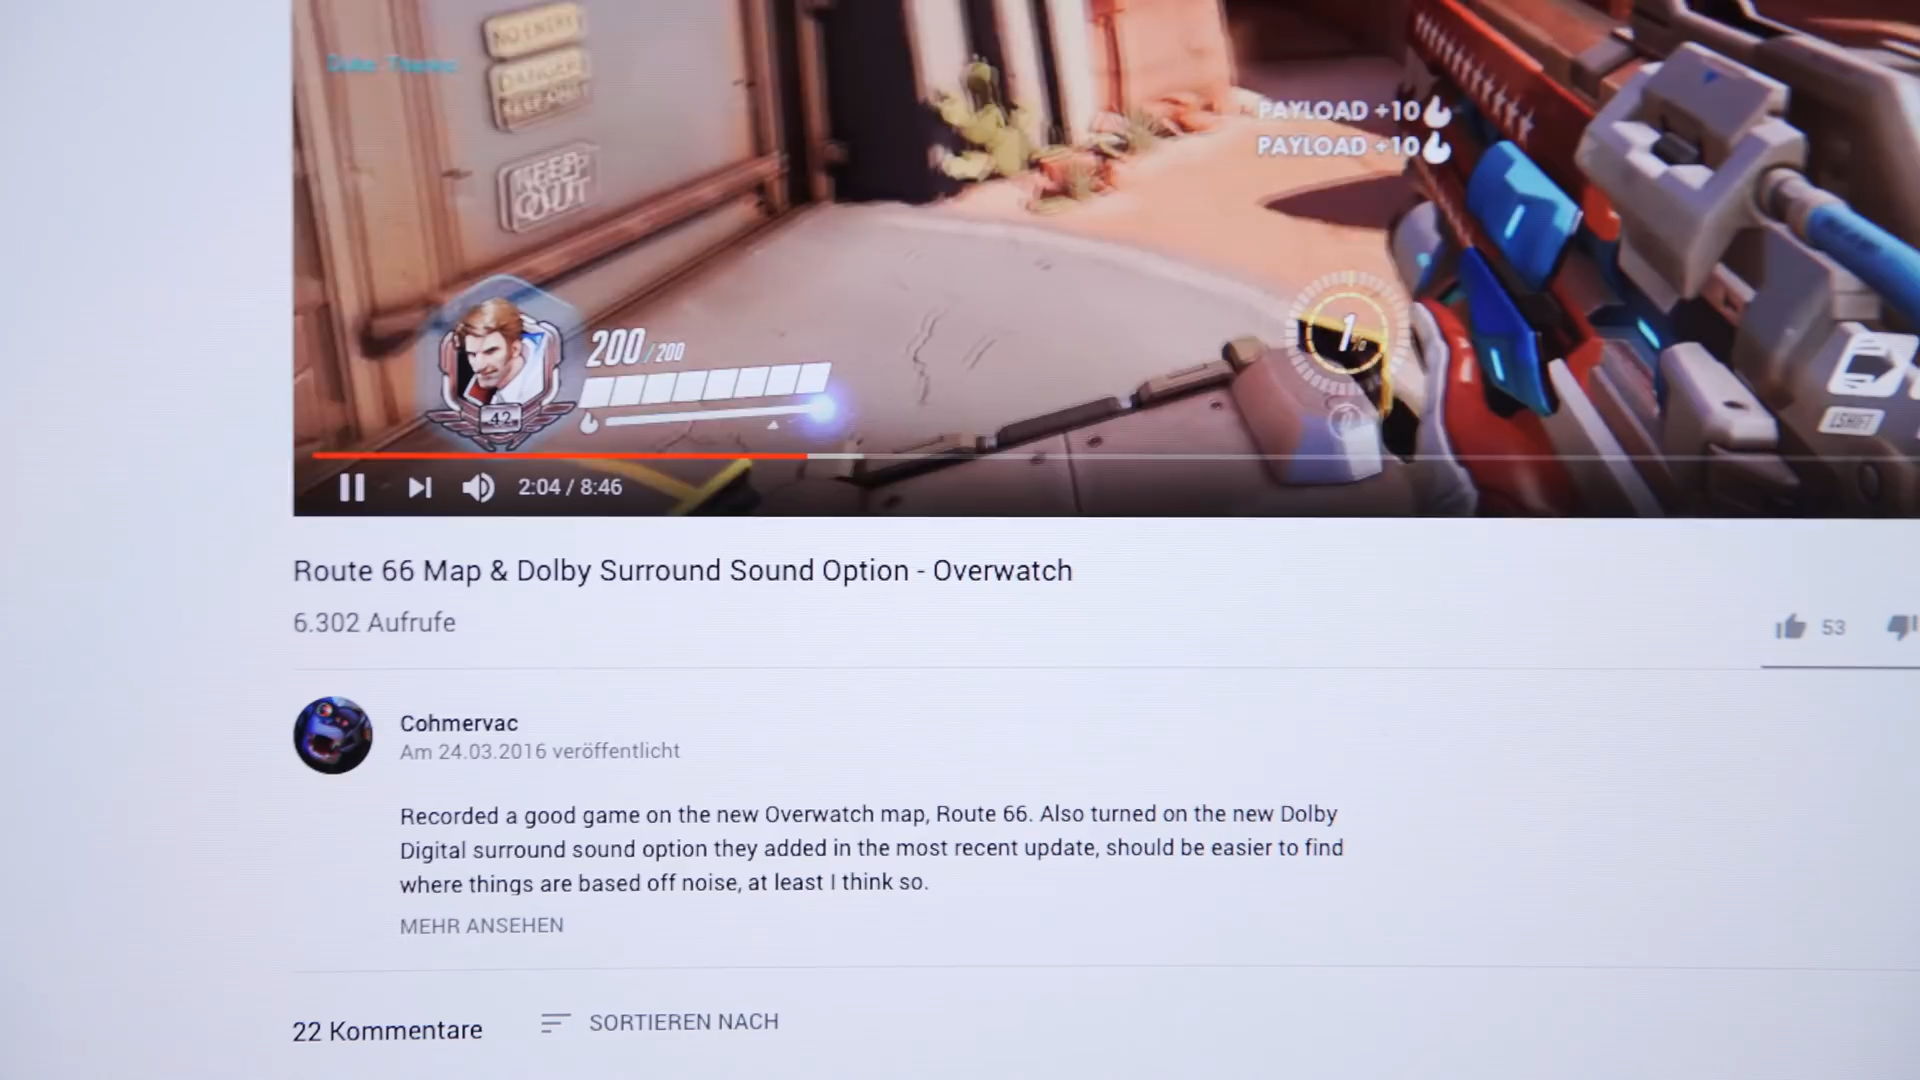 NO ENERGY
DANGER
KEEP AWAY
KEEP
OUT
PAYLOAD +10
PAYLOAD +10
200/200
42
1%
LSHIFT
2:04 / 8:46
Route 66 Map & Dolby Surround Sound Option - Overwatch
6.302 Aufrufe
53
Cohmervac
Am 24.03.2016 veröffentlicht
Recorded a good game on the new Overwatch map, Route 66. Also turned on the new Dolby
Digital surround sound option they added in the most recent update, should be easier to find
where things are based off noise, at least I think so.
MEHR ANSEHEN
22 Kommentare
SORTIEREN NACH